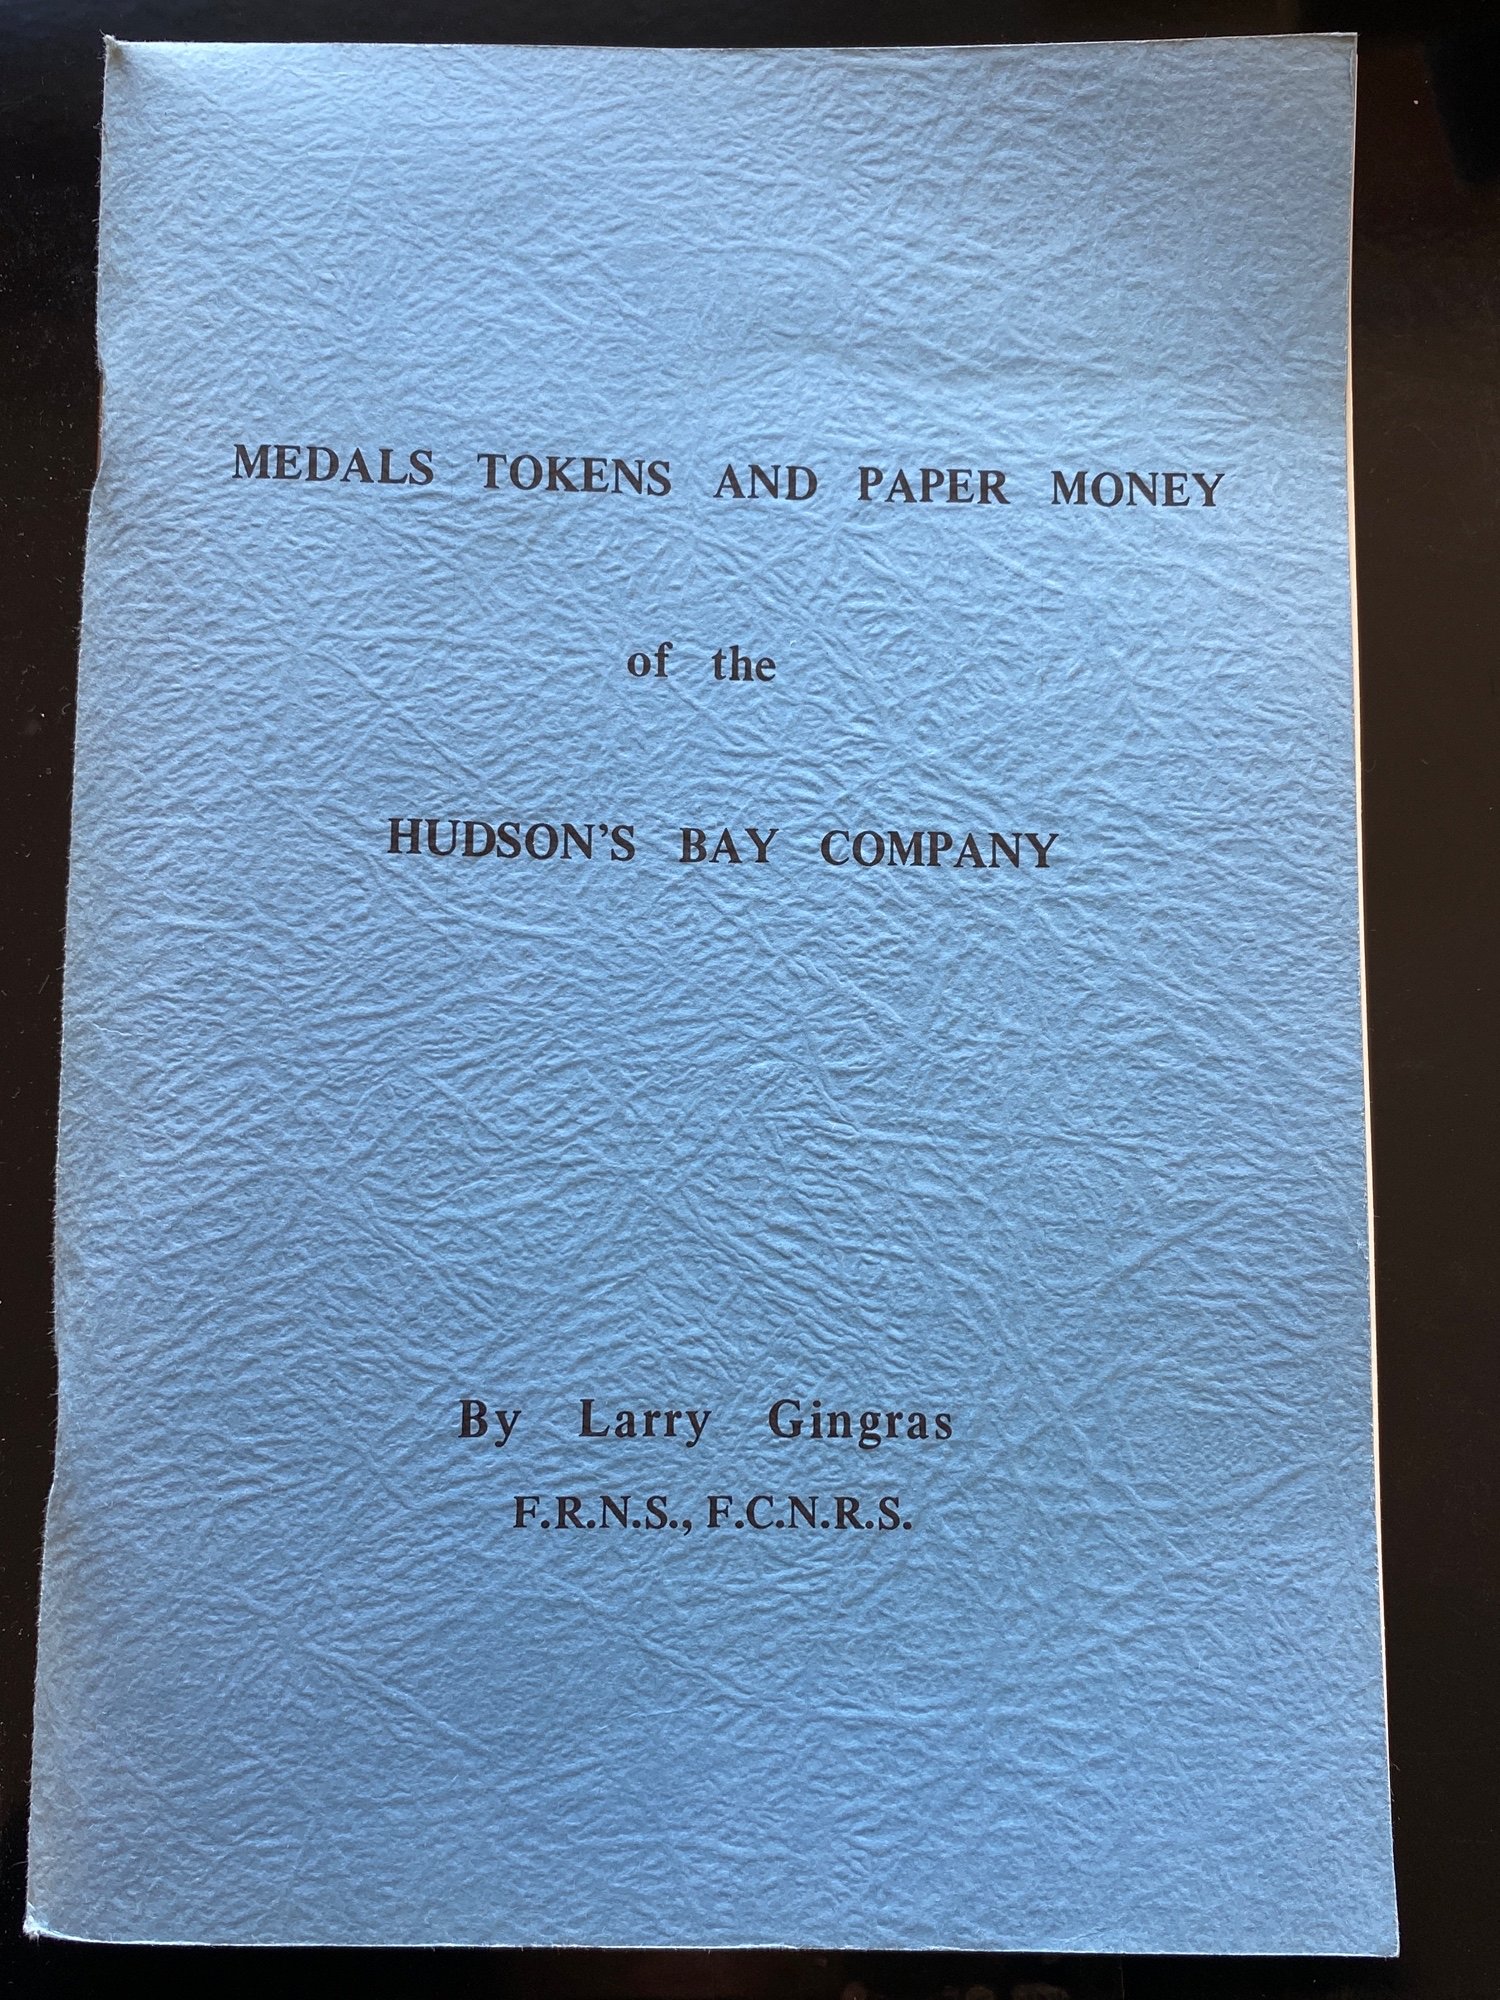 MEDALS TOKENS AND PAPER MONEY
of the
HUDSON'S BAY COMPANY
By Larry Gingras
F.R.N.S., F.C.N.R.S.